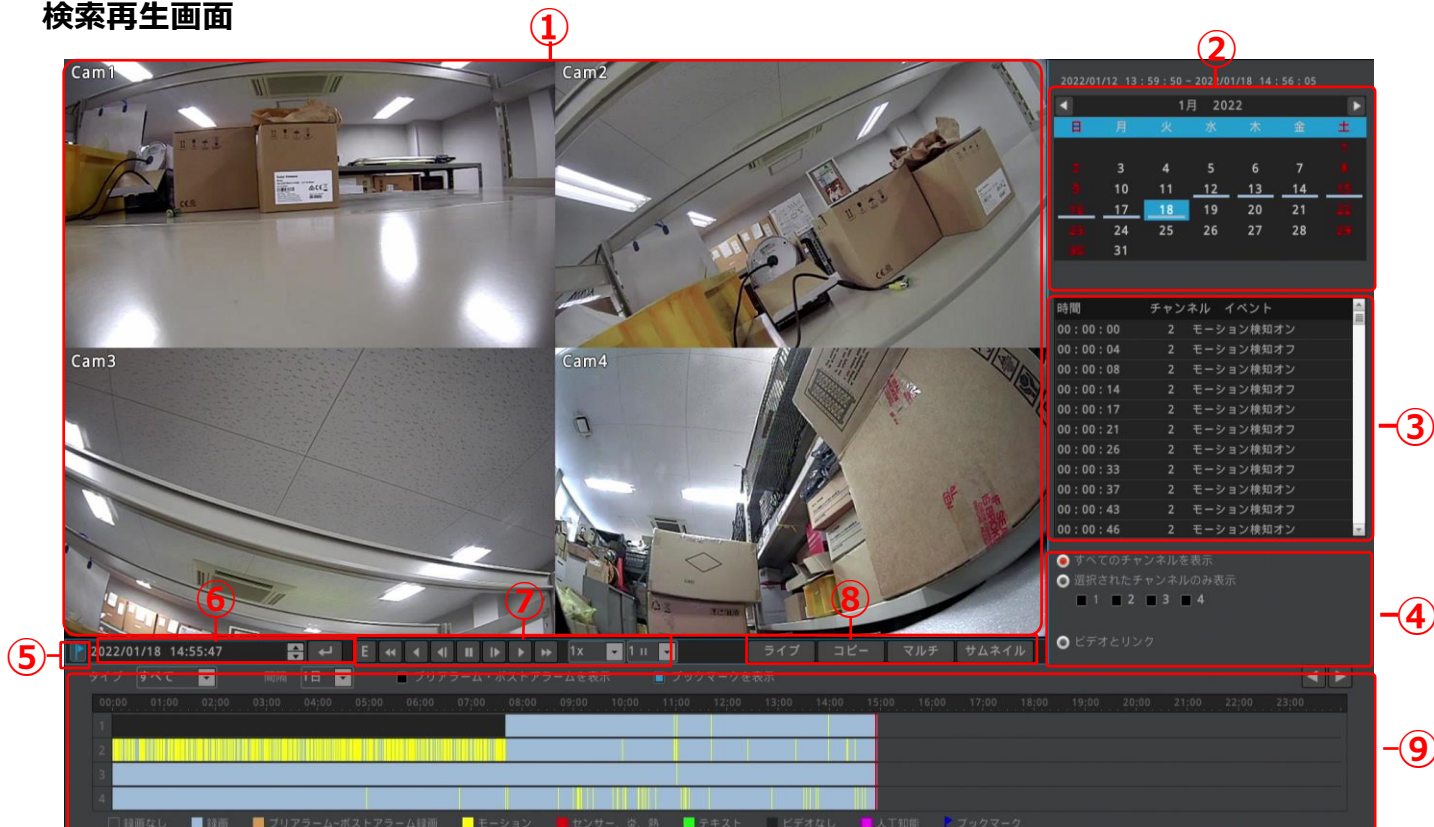 検索再生画面
①
②
Cam1
Cam2
2022/01/12 13:59:50 ~ 2022/01/18 14:56:05
1月 2022
日 月 火 水 木 金 土
1
2 3 4 5 6 7 8
9 10 11 12 13 14 15
16 17 18 19 20 21 22
23 24 25 26 27 28 29
30 31
時間 チャンネル イベント
00:00:00 2 モーション検知オン
00:00:04 2 モーション検知オフ
00:00:08 2 モーション検知オン
00:00:14 2 モーション検知オフ
00:00:17 2 モーション検知オン
00:00:21 2 モーション検知オフ
00:00:26 2 モーション検知オン
00:00:33 2 モーション検知オフ
00:00:37 2 モーション検知オン
00:00:43 2 モーション検知オフ
00:00:46 2 モーション検知オン
③
Cam3
Cam4
すべてのチャンネルを表示
選択されたチャンネルのみ表示
1 2 3 4
ビデオとリンク
④
⑥
⑦
⑧
⑤
2022/01/18 14:55:47
E
1x
1
ライブ コピー マルチ サムネイル
タイプ すべて 間隔 1日 プリアラーム・ポストアラームを表示 ブックマークを表示
00:00 01:00 02:00 03:00 04:00 05:00 06:00 07:00 08:00 09:00 10:00 11:00 12:00 13:00 14:00 15:00 16:00 17:00 18:00 19:00 20:00 21:00 22:00 23:00
1
2
3
4
⑨
録画なし 録画 プリアラーム~ポストアラーム録画 モーション センサー、炎、熱 テキスト ビデオなし 人工知能 ブックマーク